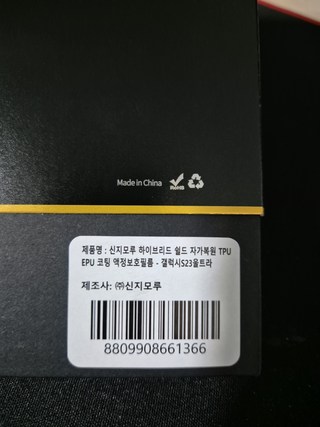 Made in China
RoHS
제품명 : 신지모루 하이브리드 쉴드 자가복원 TPU
EPU 코팅 액정보호필름 - 갤럭시S23울트라
제조사: ㈜신지모루
8809908661366